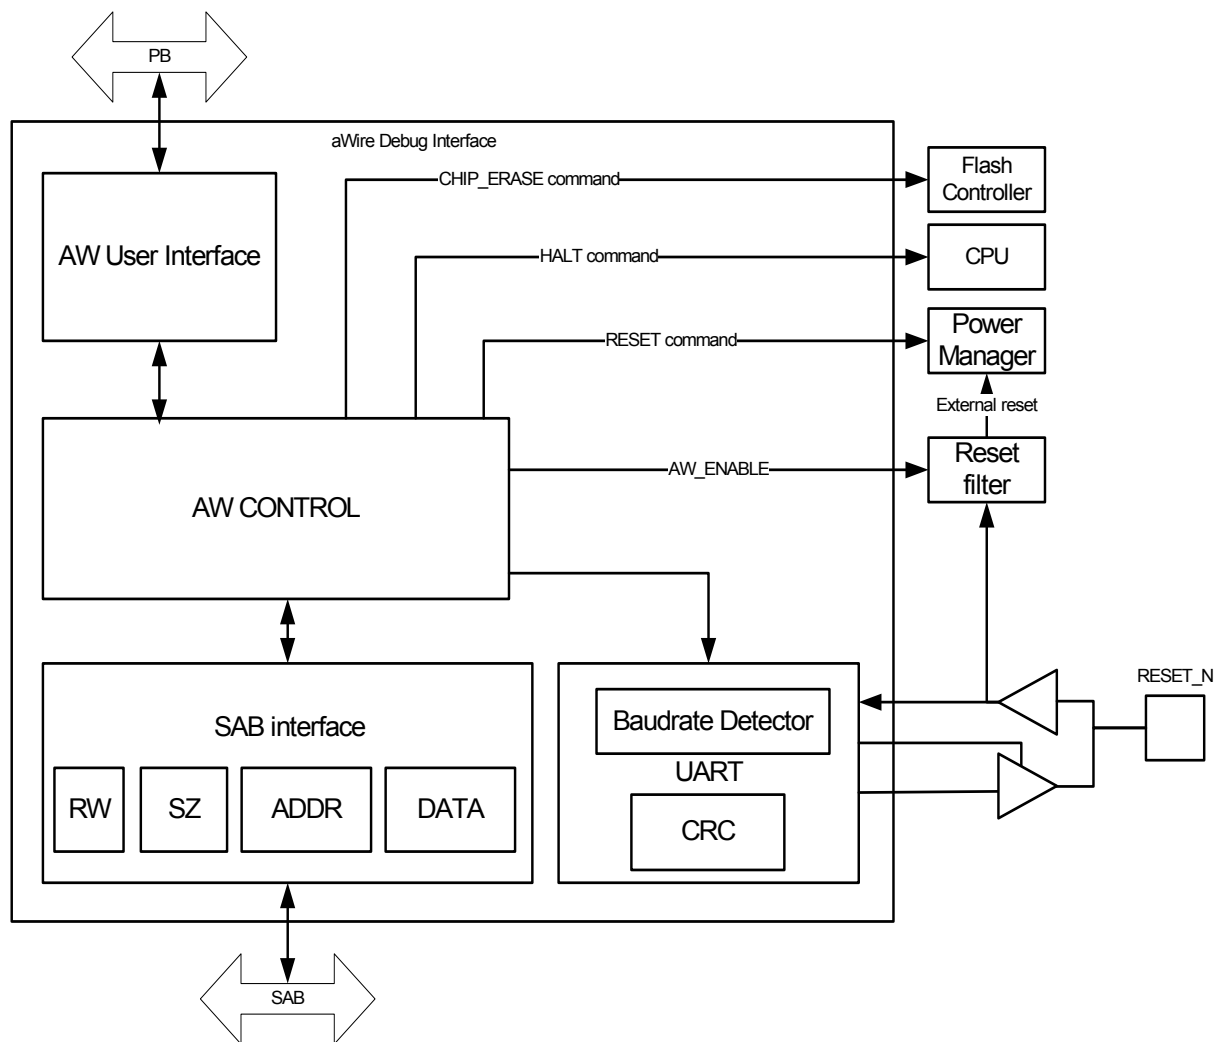 PB
aWire Debug Interface
Flash
Controller
CHIP_ERASE command
AW User Interface
HALT command
CPU
RESET command
Power
Manager
External reset
AW CONTROL
AW_ENABLE
Reset
filter
RESET_N
SAB interface
Baudrate Detector
UART
RW
SZ
ADDR
DATA
CRC
SAB